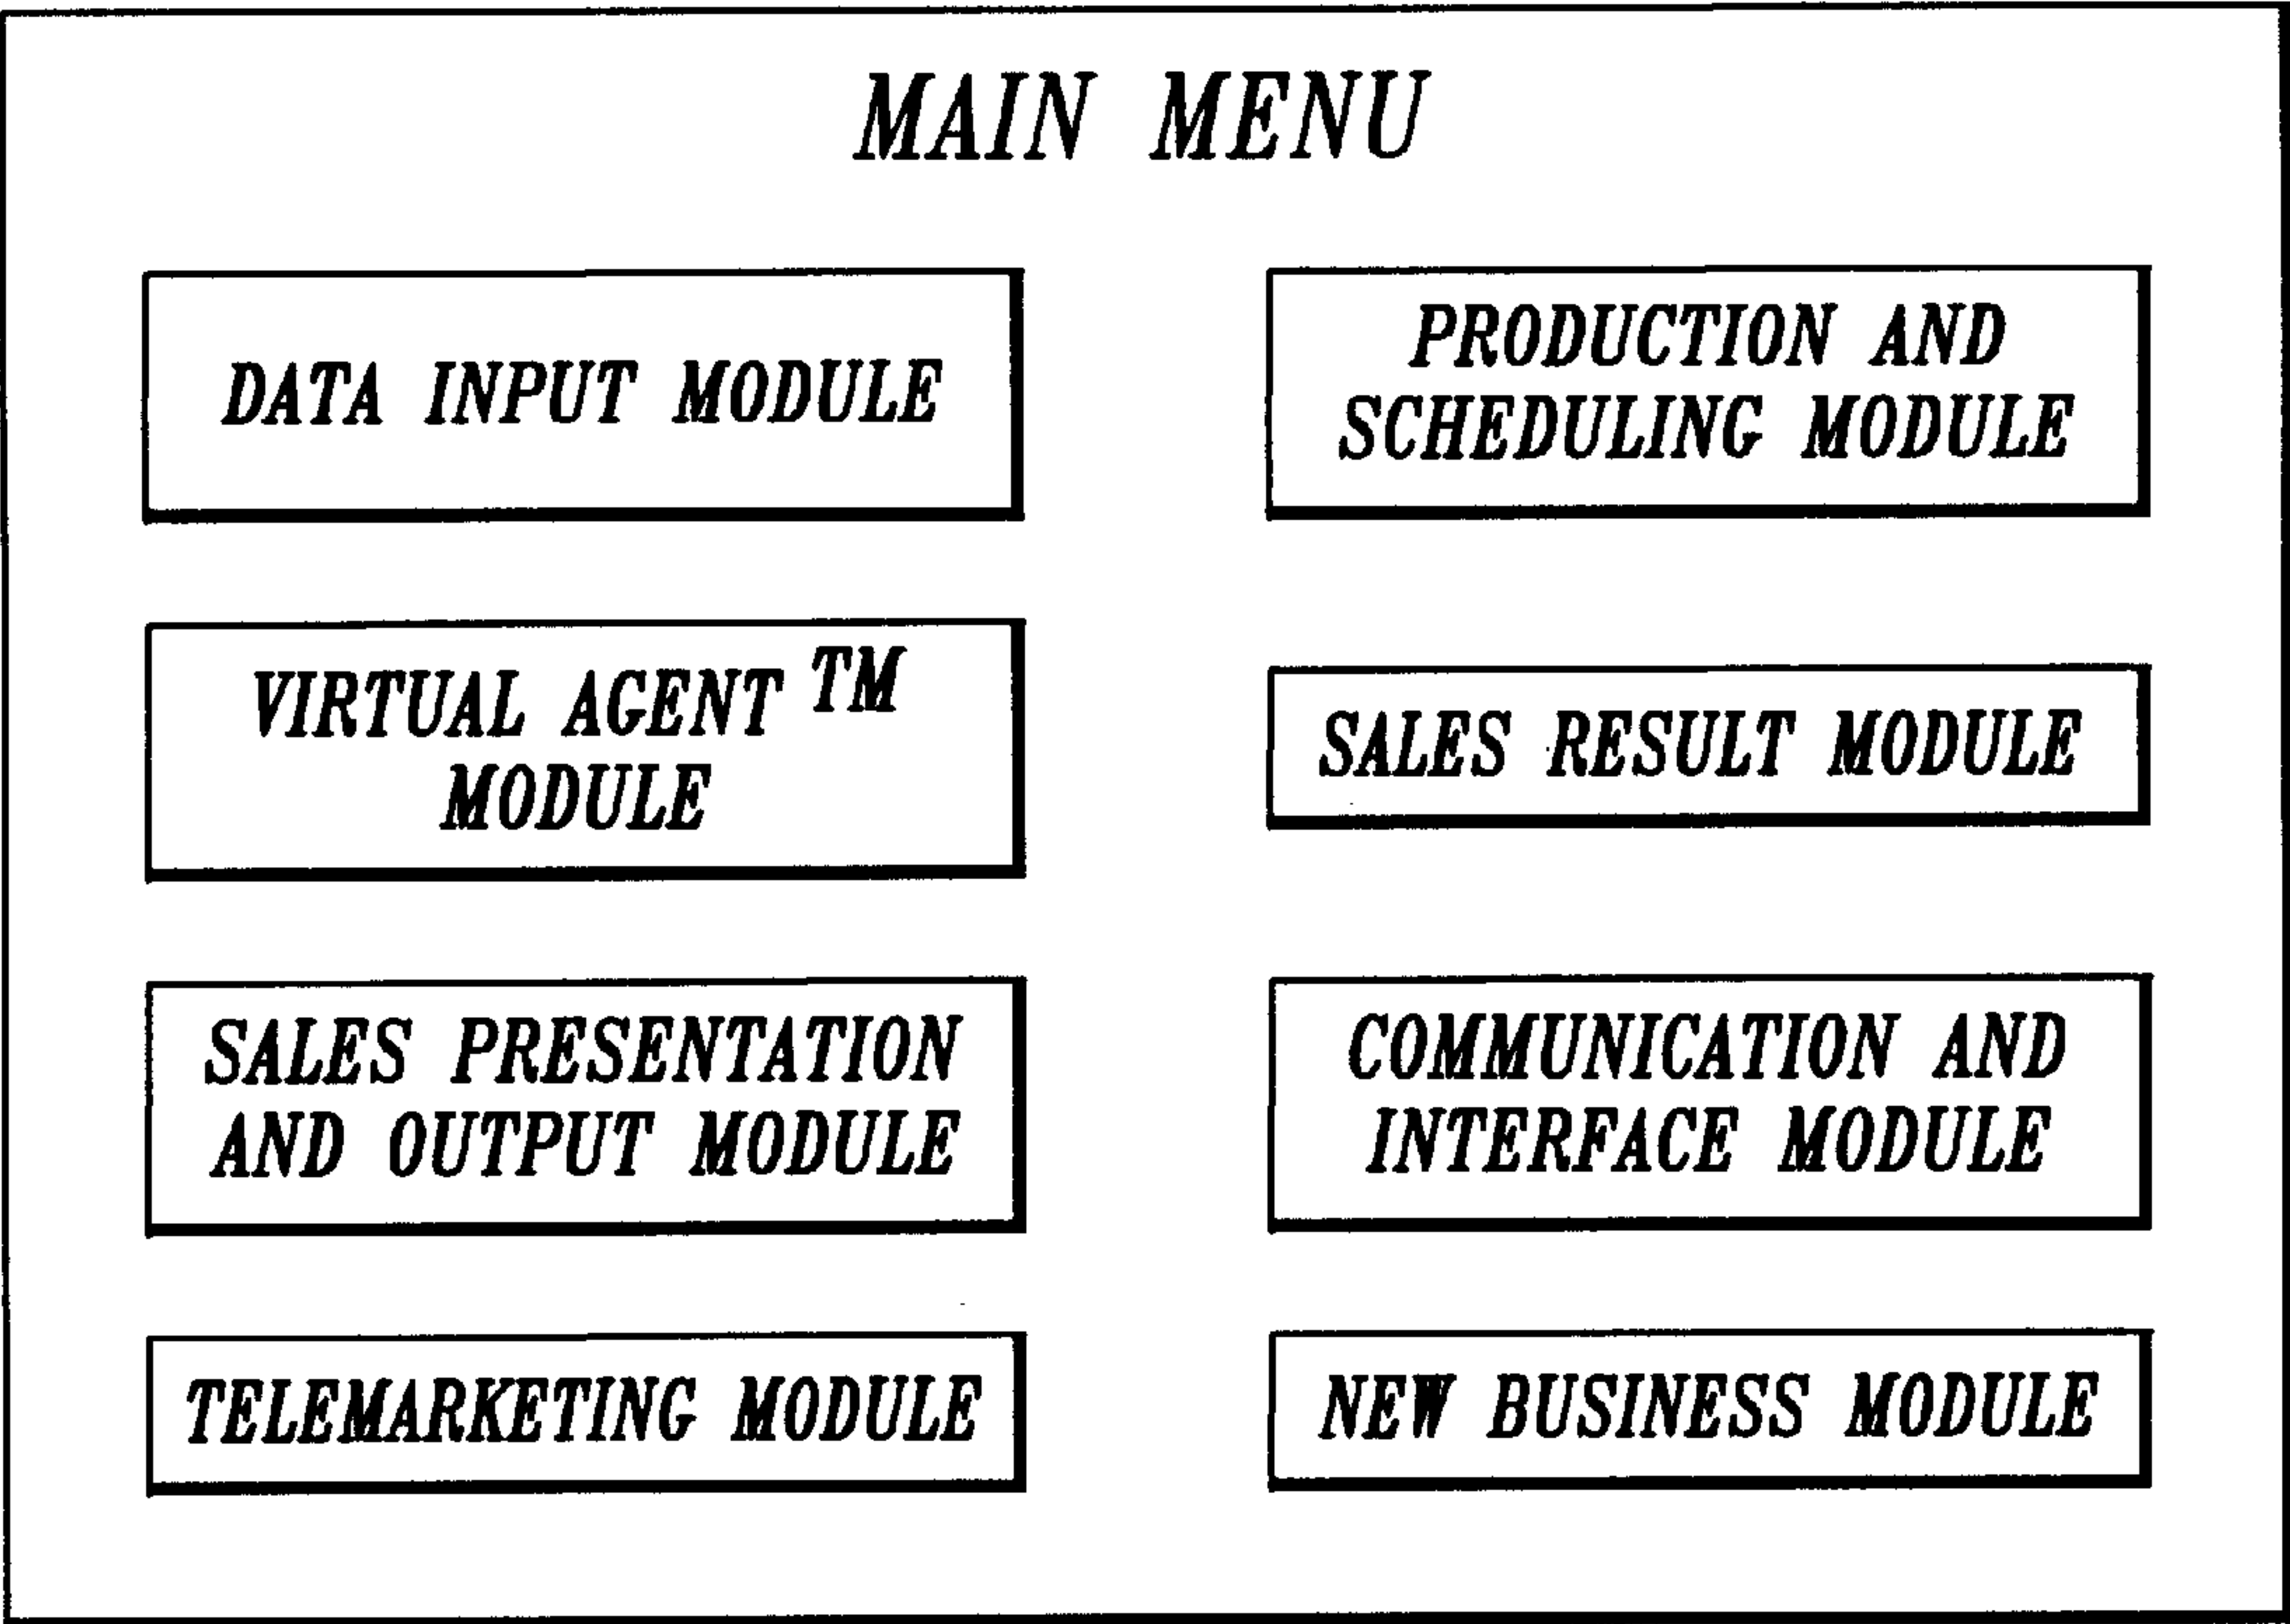 MAIN MENU
DATA INPUT MODULE
PRODUCTION AND
SCHEDULING MODULE
VIRTUAL AGENT TM
MODULE
SALES RESULT MODULE
SALES PRESENTATION
AND OUTPUT MODULE
COMMUNICATION AND
INTERFACE MODULE
TELEMARKETING MODULE
NEW BUSINESS MODULE